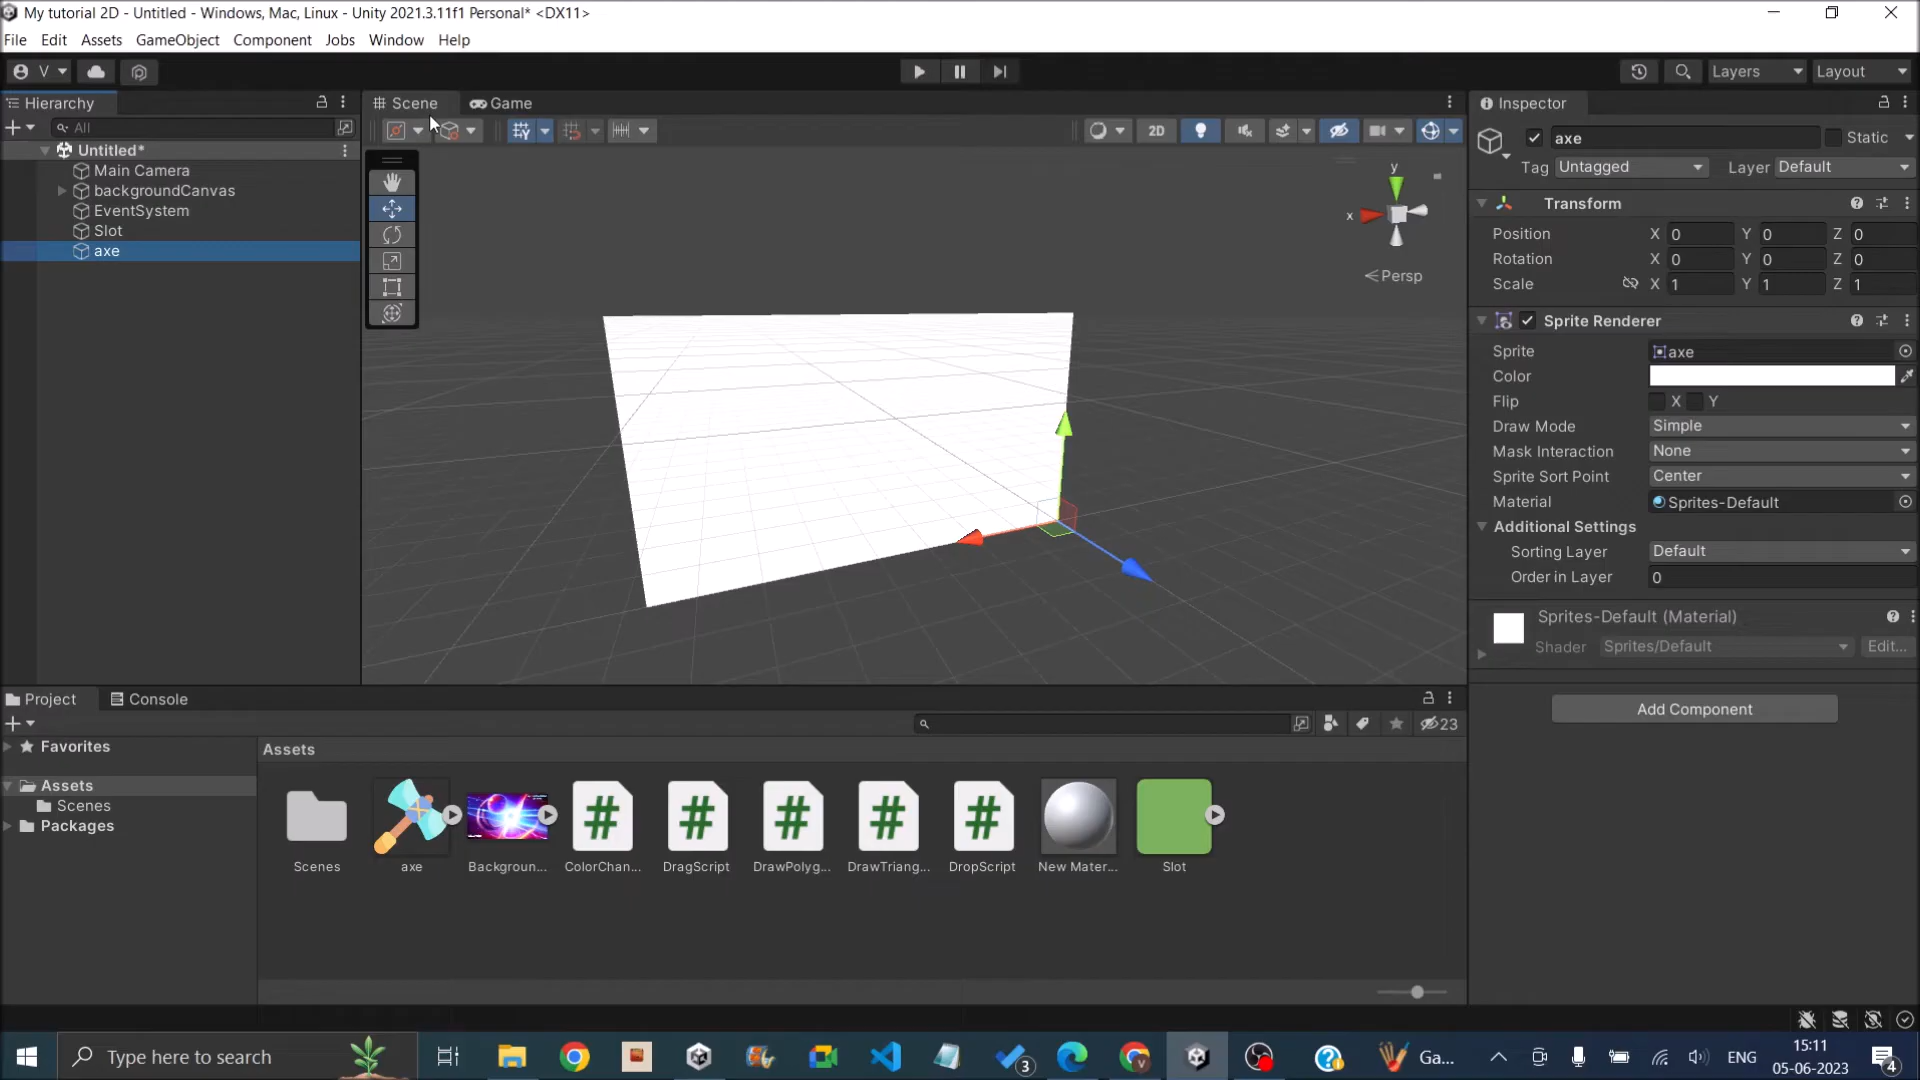 My tutorial 2D - Untitled - Windows, Mac, Linux - Unity 2021.3.11f1 Personal* <DX11>
File Edit Assets GameObject Component Jobs Window Help
V Layers Layout
Hierarchy
All
Untitled*
Main Camera
backgroundCanvas
EventSystem
Slot
axe
Scene Game
2D
y
x
Persp
Inspector
axe Static
Tag Untagged Layer Default
Transform
Position X 0 Y 0 Z 0
Rotation X 0 Y 0 Z 0
Scale X 1 Y 1 Z 1
Sprite Renderer
Sprite axe
Color
Flip X Y
Draw Mode Simple
Mask Interaction None
Sprite Sort Point Center
Material Sprites-Default
Additional Settings
Sorting Layer Default
Order in Layer 0
Sprites-Default (Material)
Shader Sprites/Default Edit...
Add Component
Project Console
23
Favorites
Assets
Scenes
Packages
Assets
Scenes axe Backgroun... ColorChan... DragScript DrawPolyg... DrawTriang... DropScript New Mater... Slot
Type here to search
3
V
Ga...
ENG
15:11
05-06-2023
4